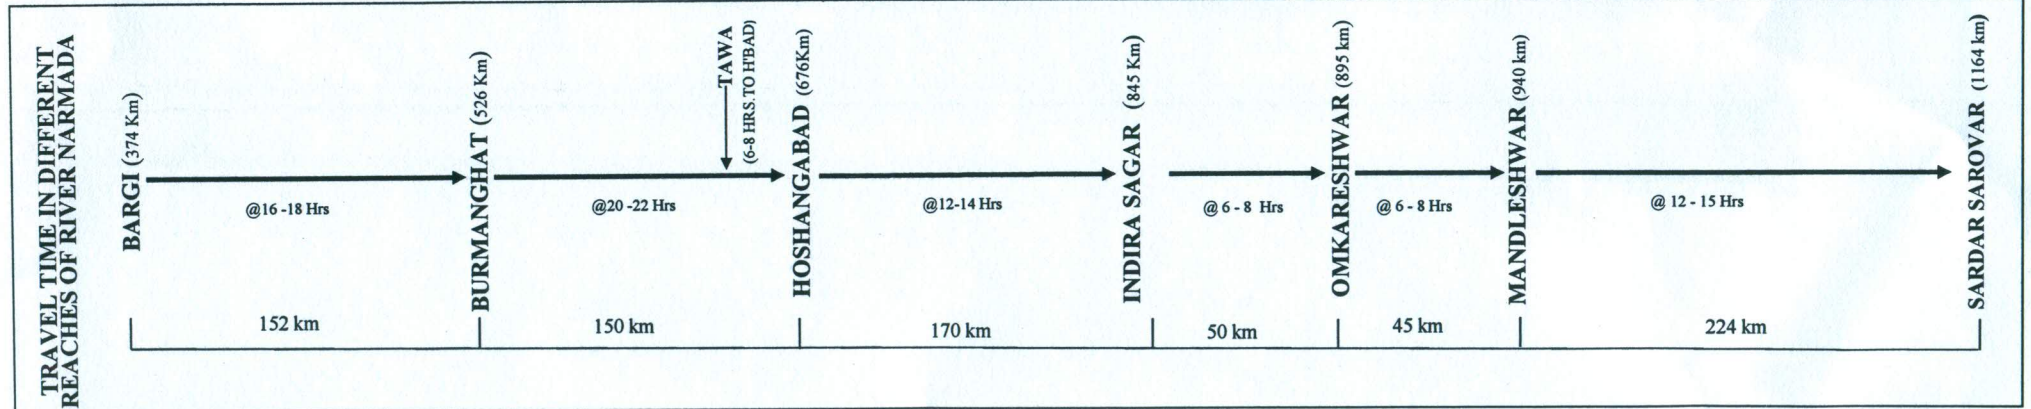 TRAVEL TIME IN DIFFERENT
REACHES OF RIVER NARMADA
BARGI (374 Km)
@16 -18 Hrs
BURMANGHAT (526 Km)
@20 -22 Hrs
TAWA
(6-8 HRS.TO H'BAD)
HOSHANGABAD (676Km)
@12-14 Hrs
INDIRA SAGAR (845 Km)
@ 6 - 8 Hrs
OMKARESHWAR (895 km)
@ 6 - 8 Hrs
MANDLESHWAR (940 km)
@ 12 - 15 Hrs
SARDAR SAROVAR (1164 km)
152 km
150 km
170 km
50 km
45 km
224 km